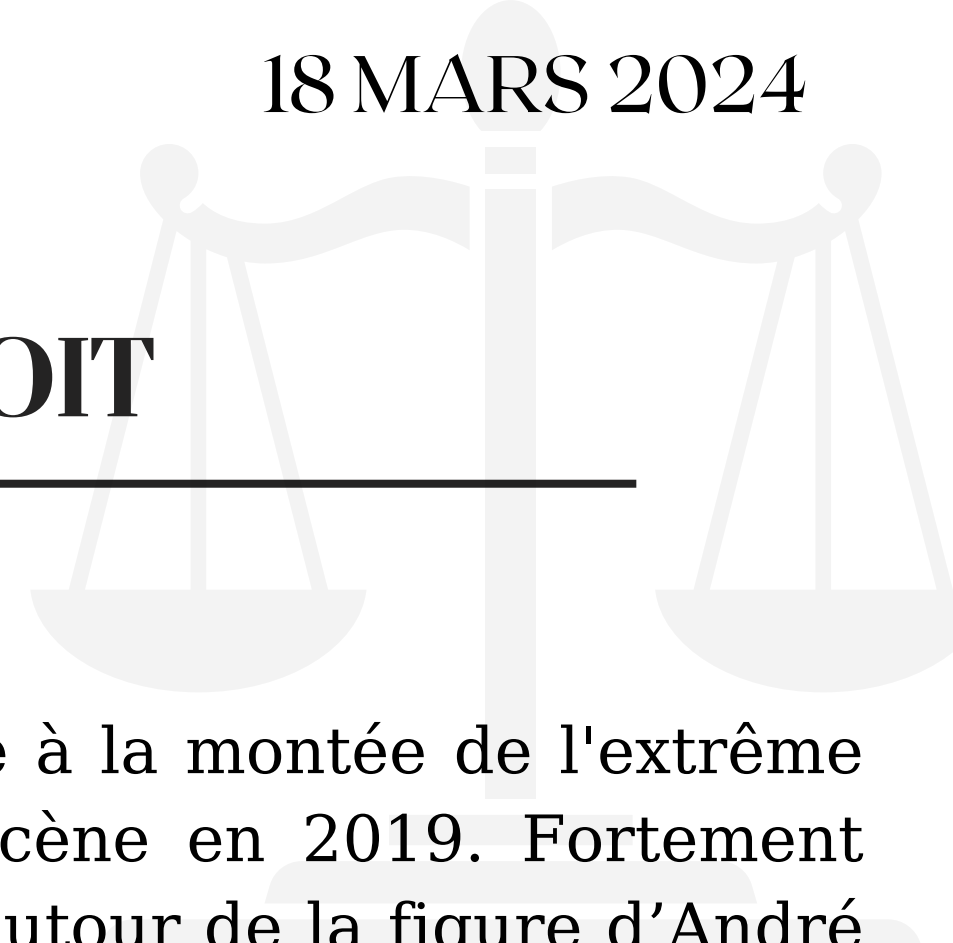 18 MARS 2024
OIT
à la montée de l'extrême
cène en 2019. Fortement
utour de la figure d’André